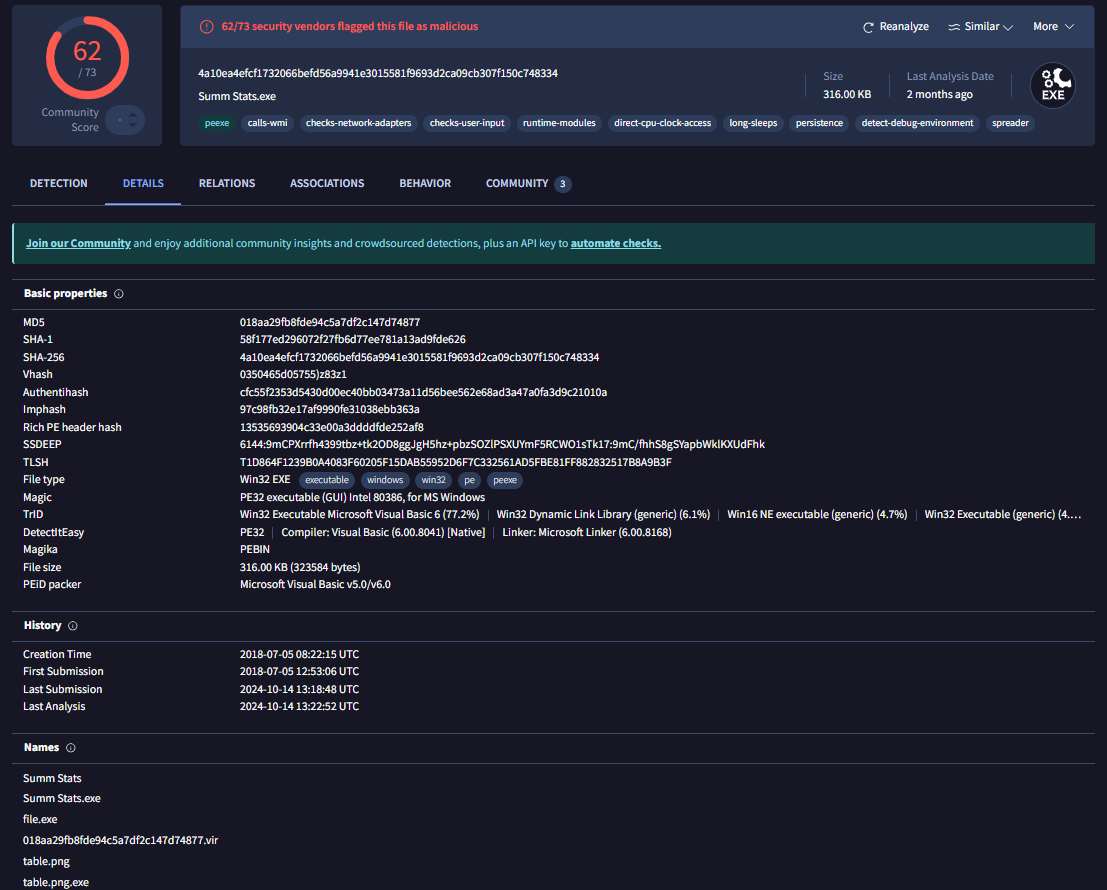 62
/ 73
Community
Score
62/73 security vendors flagged this file as malicious
Reanalyze Similar More
4a10ea4efcf1732066befd56a9941e3015581f9693d2ca09cb307f150c748334
Summ Stats.exe
Size
316.00 KB
Last Analysis Date
2 months ago
EXE
peexe calls-wmi checks-network-adapters checks-user-input runtime-modules direct-cpu-clock-access long-sleeps persistence detect-debug-environment spreader
DETECTION DETAILS RELATIONS ASSOCIATIONS BEHAVIOR COMMUNITY 3
Join our Community and enjoy additional community insights and crowdsourced detections, plus an API key to automate checks.
Basic properties
MD5 018aa29fb8fde94c5a7df2c147d74877
SHA-1 58f177ed296072f27fb6d77ee781a13ad9fde626
SHA-256 4a10ea4efcf1732066befd56a9941e3015581f9693d2ca09cb307f150c748334
Vhash 0350465d05755)z83z1
Authentihash cfc55f2353d5430d00ec40bb03473a11d56bee562e68ad3a47a0fa3d9c21010a
Imphash 97c98fb32e17af9990fe31038ebb363a
Rich PE header hash 13535693904c33e00a3ddddfde252af8
SSDEEP 6144:9mCPXrrfh4399tbz+tk2OD8ggJgH5hz+pbzSOZlPSXUYmF5RCWO1sTk17:9mC/fhhS8gSYapbWklKXUdFhk
TLSH T1D864F1239B0A4083F60205F15DAB55952D6F7C332561AD5FBE81FF882832517B8A9B3F
File type Win32 EXE executable windows win32 pe peexe
Magic PE32 executable (GUI) Intel 80386, for MS Windows
TrID Win32 Executable Microsoft Visual Basic 6 (77.2%) Win32 Dynamic Link Library (generic) (6.1%) Win16 NE executable (generic) (4.7%) Win32 Executable (generic) (4....
DetectItEasy PE32 Compiler: Visual Basic (6.00.8041) [Native] Linker: Microsoft Linker (6.00.8168)
Magika PEBIN
File size 316.00 KB (323584 bytes)
PEiD packer Microsoft Visual Basic v5.0/v6.0
History
Creation Time 2018-07-05 08:22:15 UTC
First Submission 2018-07-05 12:53:06 UTC
Last Submission 2024-10-14 13:18:48 UTC
Last Analysis 2024-10-14 13:22:52 UTC
Names
Summ Stats
Summ Stats.exe
file.exe
018aa29fb8fde94c5a7df2c147d74877.vir
table.png
table.png.exe